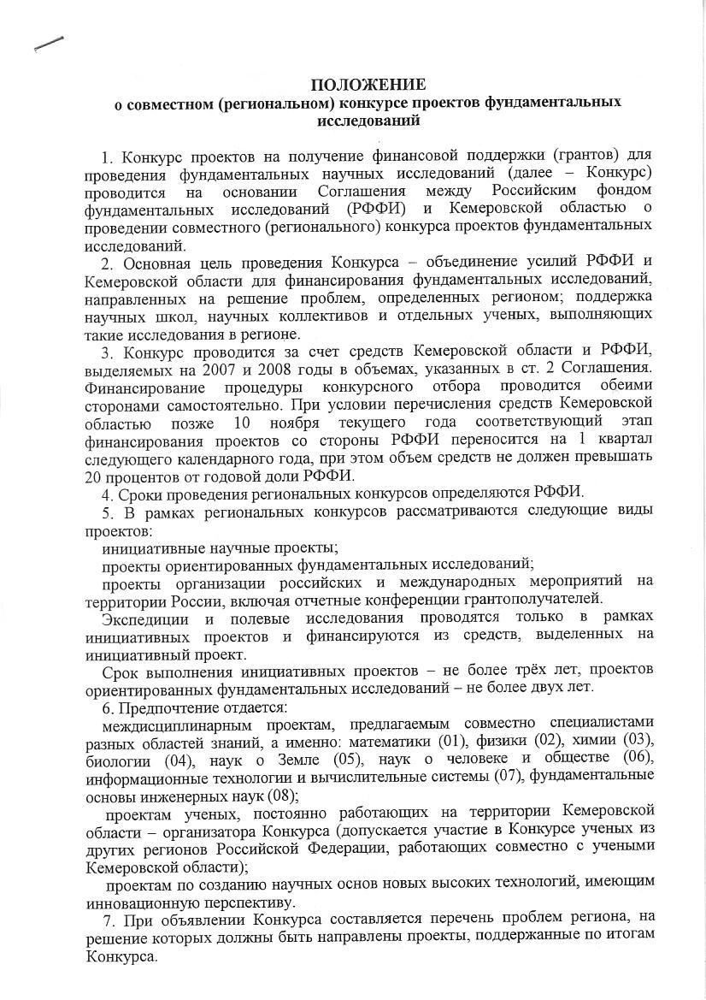 ПОЛОЖЕНИЕ
о совместном (региональном) конкурсе проектов фундаментальных
исследований
1. Конкурс проектов на получение финансовой поддержки (грантов) для
проведения фундаментальных научных исследований (далее – Конкурс)
проводится на основании Соглашения между Российским фондом
фундаментальных исследований (РФФИ) и Кемеровской областью о
проведении совместного (регионального) конкурса проектов фундаментальных
исследований.
2. Основная цель проведения Конкурса – объединение усилий РФФИ и
Кемеровской области для финансирования фундаментальных исследований,
направленных на решение проблем, определенных регионом; поддержка
научных школ, научных коллективов и отдельных ученых, выполняющих
такие исследования в регионе.
3. Конкурс проводится за счет средств Кемеровской области и РФФИ,
выделяемых на 2007 и 2008 годы в объемах, указанных в ст. 2 Соглашения.
Финансирование процедуры конкурсного отбора проводится обеими
сторонами самостоятельно. При условии перечисления средств Кемеровской
областью позже 10 ноября текущего года соответствующий этап
финансирования проектов со стороны РФФИ переносится на 1 квартал
следующего календарного года, при этом объем средств не должен превышать
20 процентов от годовой доли РФФИ.
4. Сроки проведения региональных конкурсов определяются РФФИ.
5. В рамках региональных конкурсов рассматриваются следующие виды
проектов:
инициативные научные проекты;
проекты ориентированных фундаментальных исследований;
проекты организации российских и международных мероприятий на
территории России, включая отчетные конференции грантополучателей.
Экспедиции и полевые исследования проводятся только в рамках
инициативных проектов и финансируются из средств, выделенных на
инициативный проект.
Срок выполнения инициативных проектов – не более трёх лет, проектов
ориентированных фундаментальных исследований – не более двух лет.
6. Предпочтение отдается:
междисциплинарным проектам, предлагаемым совместно специалистами
разных областей знаний, а именно: математики (01), физики (02), химии (03),
биологии (04), наук о Земле (05), наук о человеке и обществе (06),
информационные технологии и вычислительные системы (07), фундаментальные
основы инженерных наук (08);
проектам ученых, постоянно работающих на территории Кемеровской
области – организатора Конкурса (допускается участие в Конкурсе ученых из
других регионов Российской Федерации, работающих совместно с учеными
Кемеровской области);
проектам по созданию научных основ новых высоких технологий, имеющим
инновационную перспективу.
7. При объявлении Конкурса составляется перечень проблем региона, на
решение которых должны быть направлены проекты, поддержанные по итогам
Конкурса.